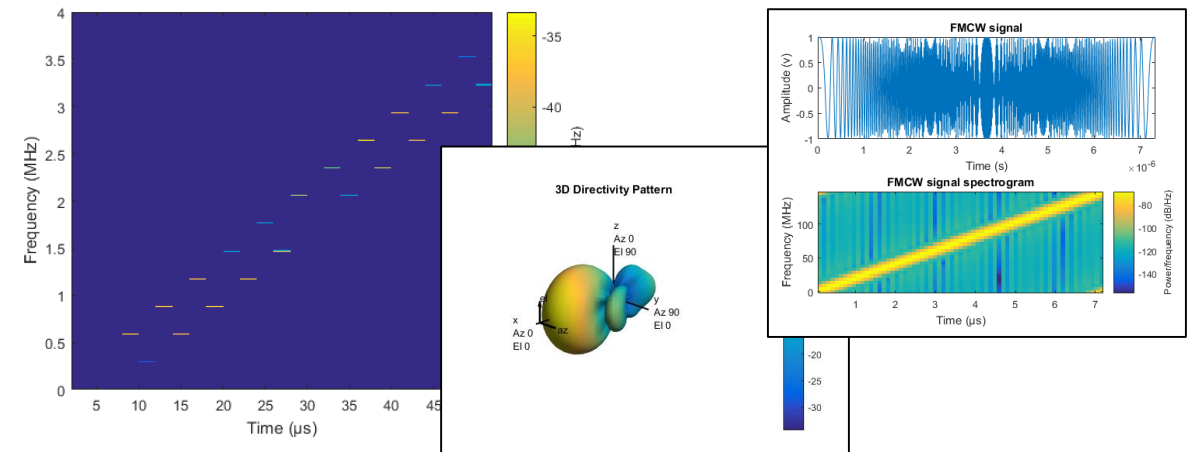 4
3.5
3
2.5
2
1.5
1
0.5
0
Frequency (MHz)
5
10
15
20
25
30
35
40
45
Time (µs)
-35
-40
3D Directivity Pattern
z
Az 0
El 90
y
Az 90
El 0
x
Az 0
El 0
el
az
-20
-25
-30
FMCW signal
1
0.5
0
-0.5
-1
Amplitude (v)
0
1
2
3
4
5
6
7
Time (s)
×10⁻⁶
FMCW signal spectrogram
100
50
0
Frequency (MHz)
1
2
3
4
5
6
7
Time (µs)
-80
-100
-120
-140
Power/frequency (dB/Hz)